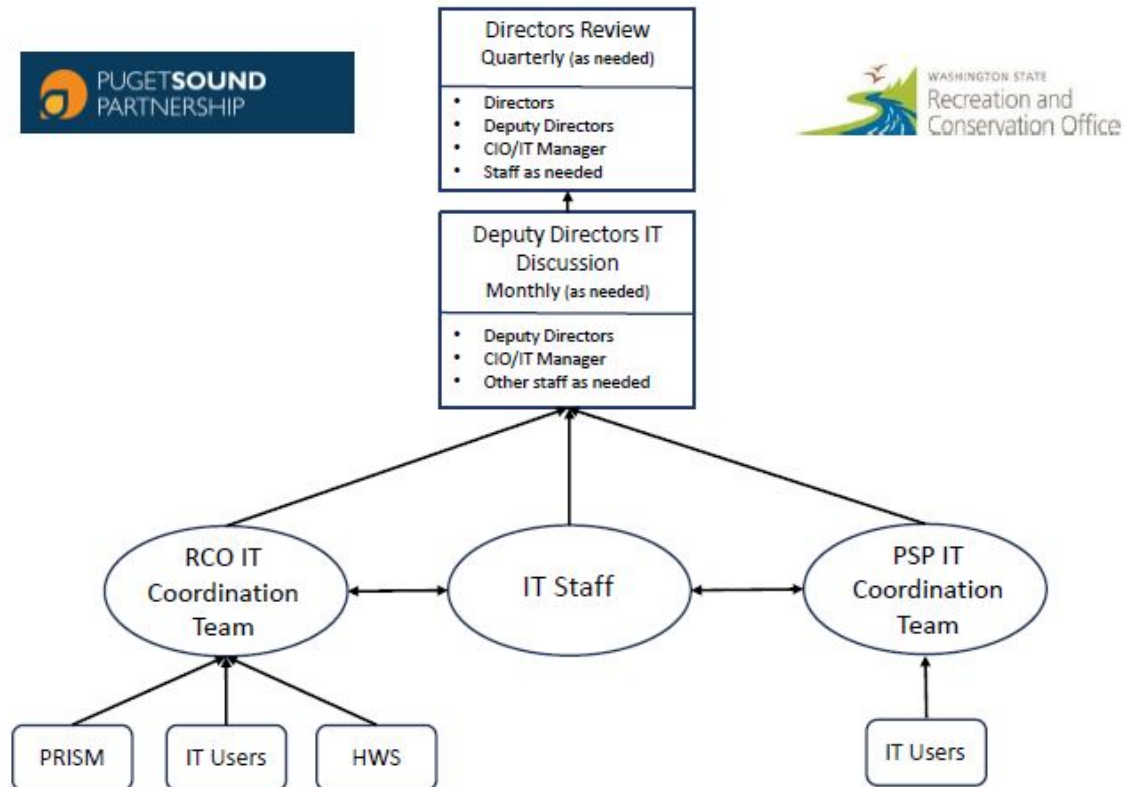 PUGETSOUND
PARTNERSHIP
WASHINGTON STATE
Recreation and
Conservation Office
Directors Review
Quarterly (as needed)
• Directors
• Deputy Directors
• CIO/IT Manager
• Staff as needed
Deputy Directors IT
Discussion
Monthly (as needed)
• Deputy Directors
• CIO/IT Manager
• Other staff as needed
RCO IT
Coordination
Team
IT Staff
PSP IT
Coordination
Team
PRISM
IT Users
HWS
IT Users